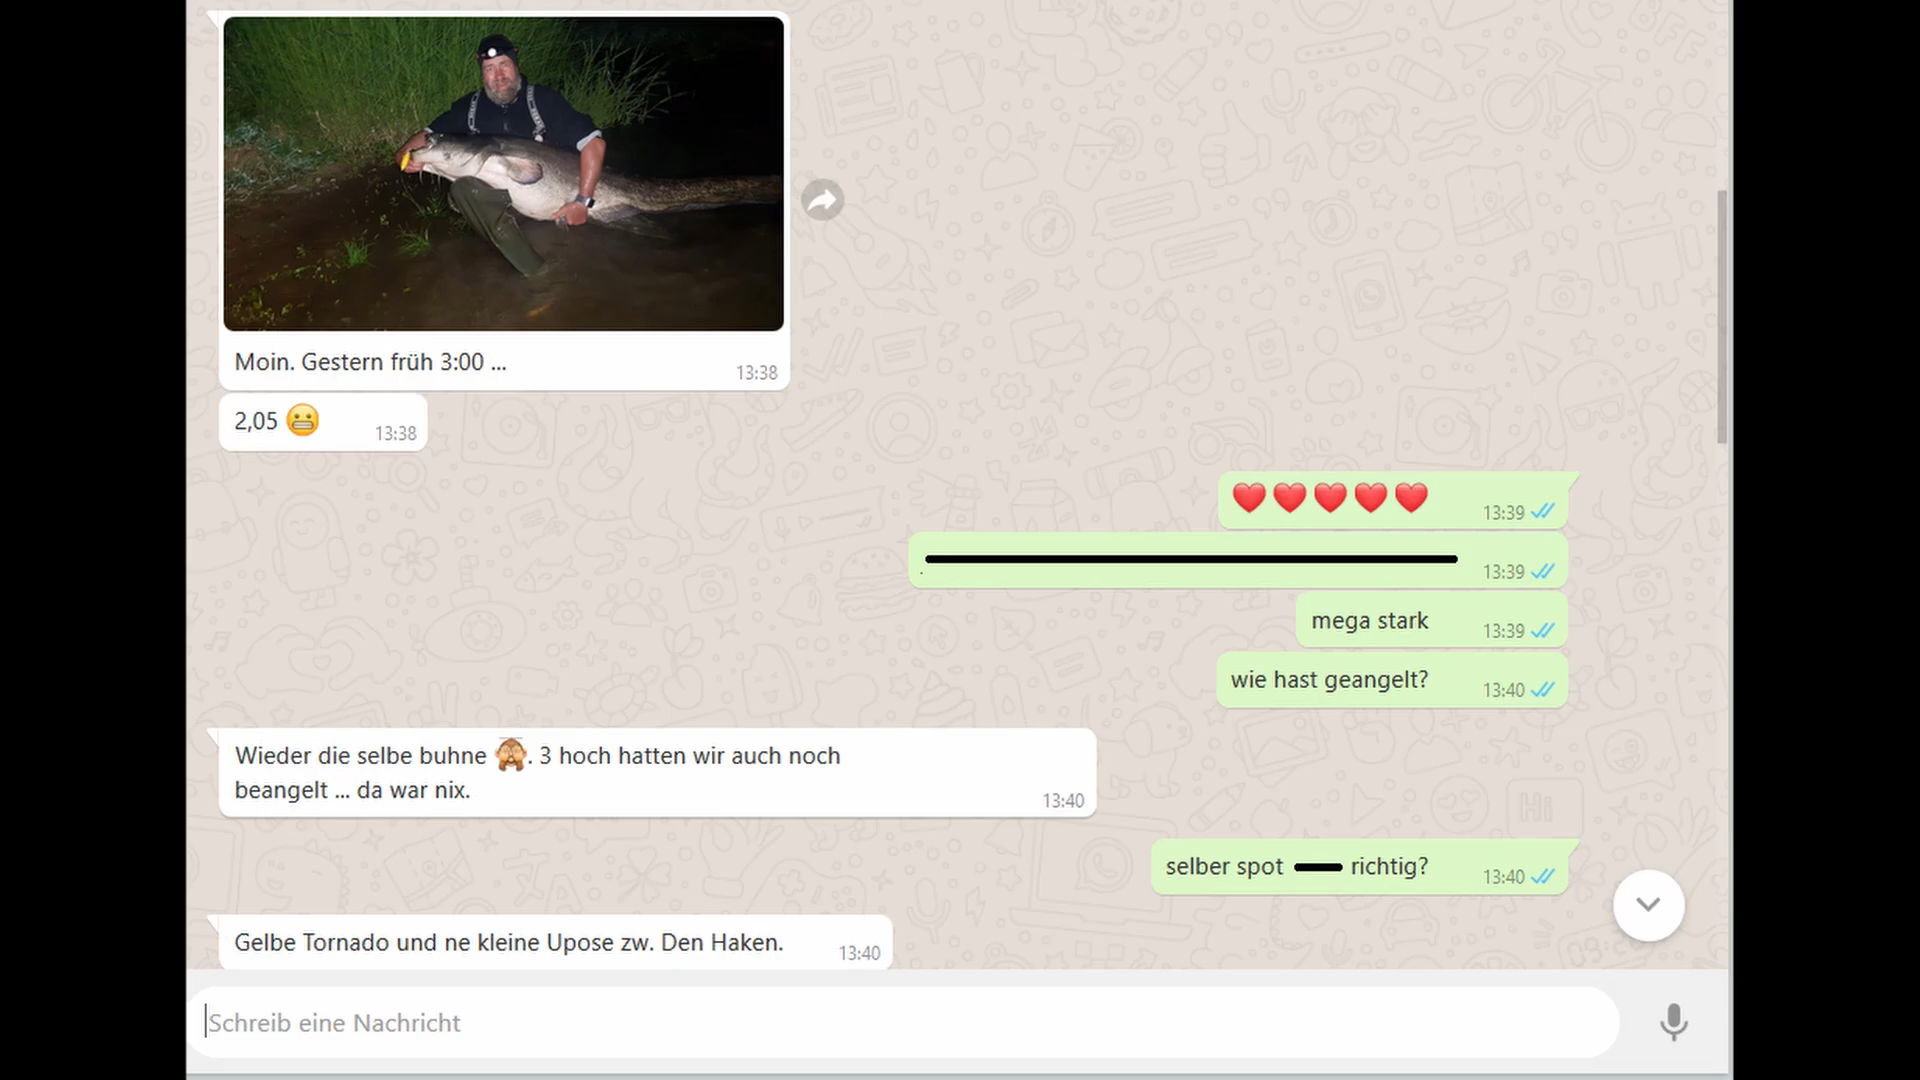 Moin. Gestern früh 3:00 ...
13:38
2,05 😬
13:38
❤️❤️❤️❤️❤️
13:39
.
13:39
mega stark
13:39
wie hast geangelt?
13:40
Wieder die selbe buhne 🙈. 3 hoch hatten wir auch noch
beangelt ... da war nix.
13:40
selber spot richtig?
13:40
Gelbe Tornado und ne kleine Upose zw. Den Haken.
13:40
Schreib eine Nachricht